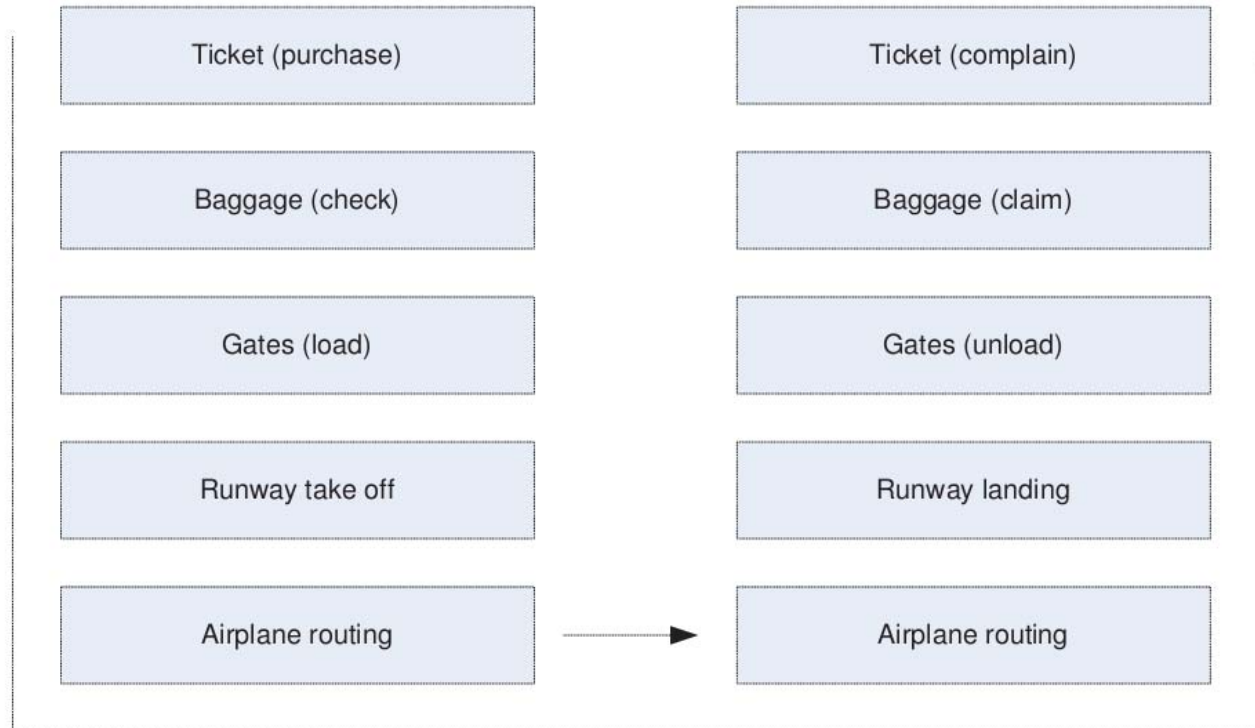 Ticket (purchase)
Ticket (complain)
Baggage (check)
Baggage (claim)
Gates (load)
Gates (unload)
Runway take off
Runway landing
Airplane routing
Airplane routing